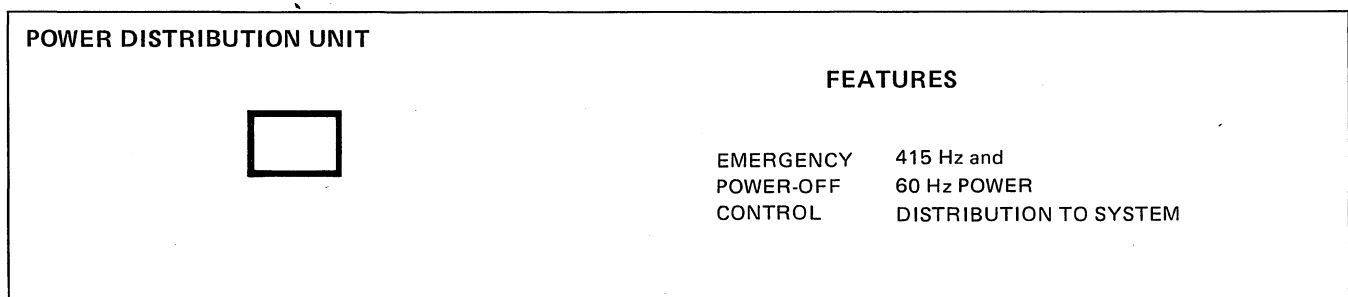 POWER DISTRIBUTION UNIT
FEATURES
EMERGENCY
POWER-OFF
CONTROL
415 Hz and
60 Hz POWER
DISTRIBUTION TO SYSTEM